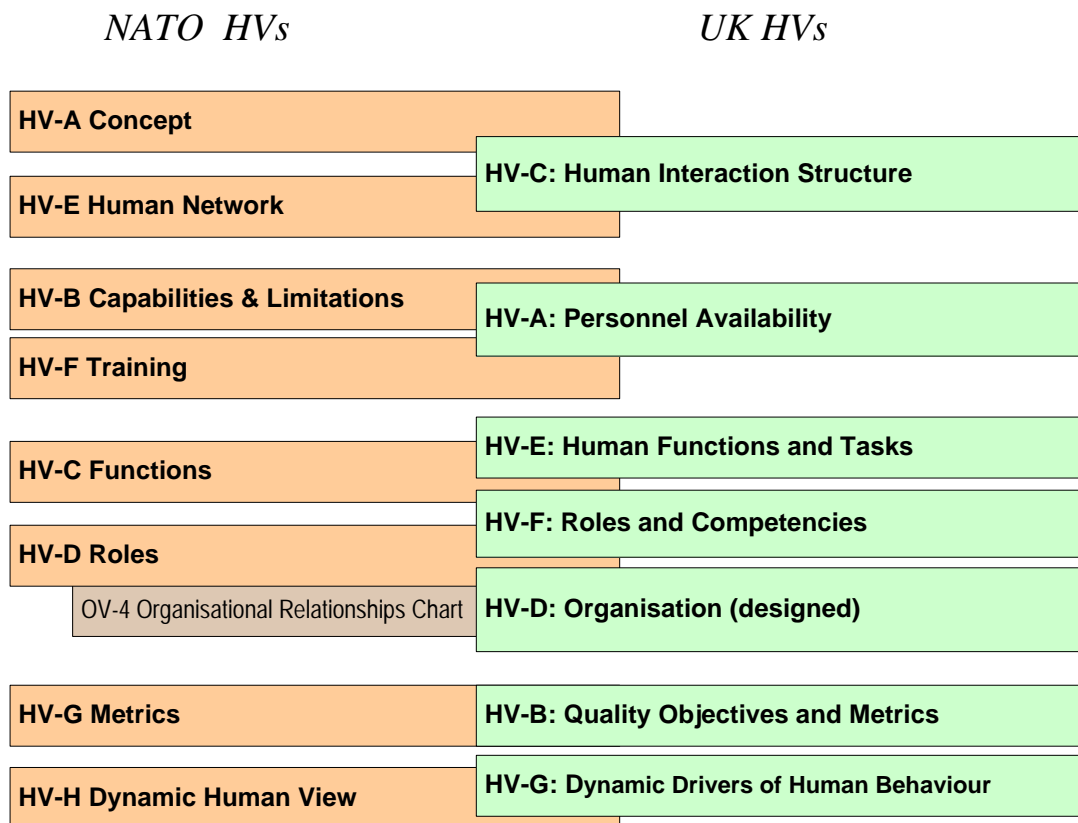 NATO HVs
UK HVs
HV-A Concept
HV-C: Human Interaction Structure
HV-E Human Network
HV-B Capabilities & Limitations
HV-A: Personnel Availability
HV-F Training
HV-E: Human Functions and Tasks
HV-C Functions
HV-F: Roles and Competencies
HV-D Roles
OV-4 Organisational Relationships Chart
HV-D: Organisation (designed)
HV-G Metrics
HV-B: Quality Objectives and Metrics
HV-G: Dynamic Drivers of Human Behaviour
HV-H Dynamic Human View